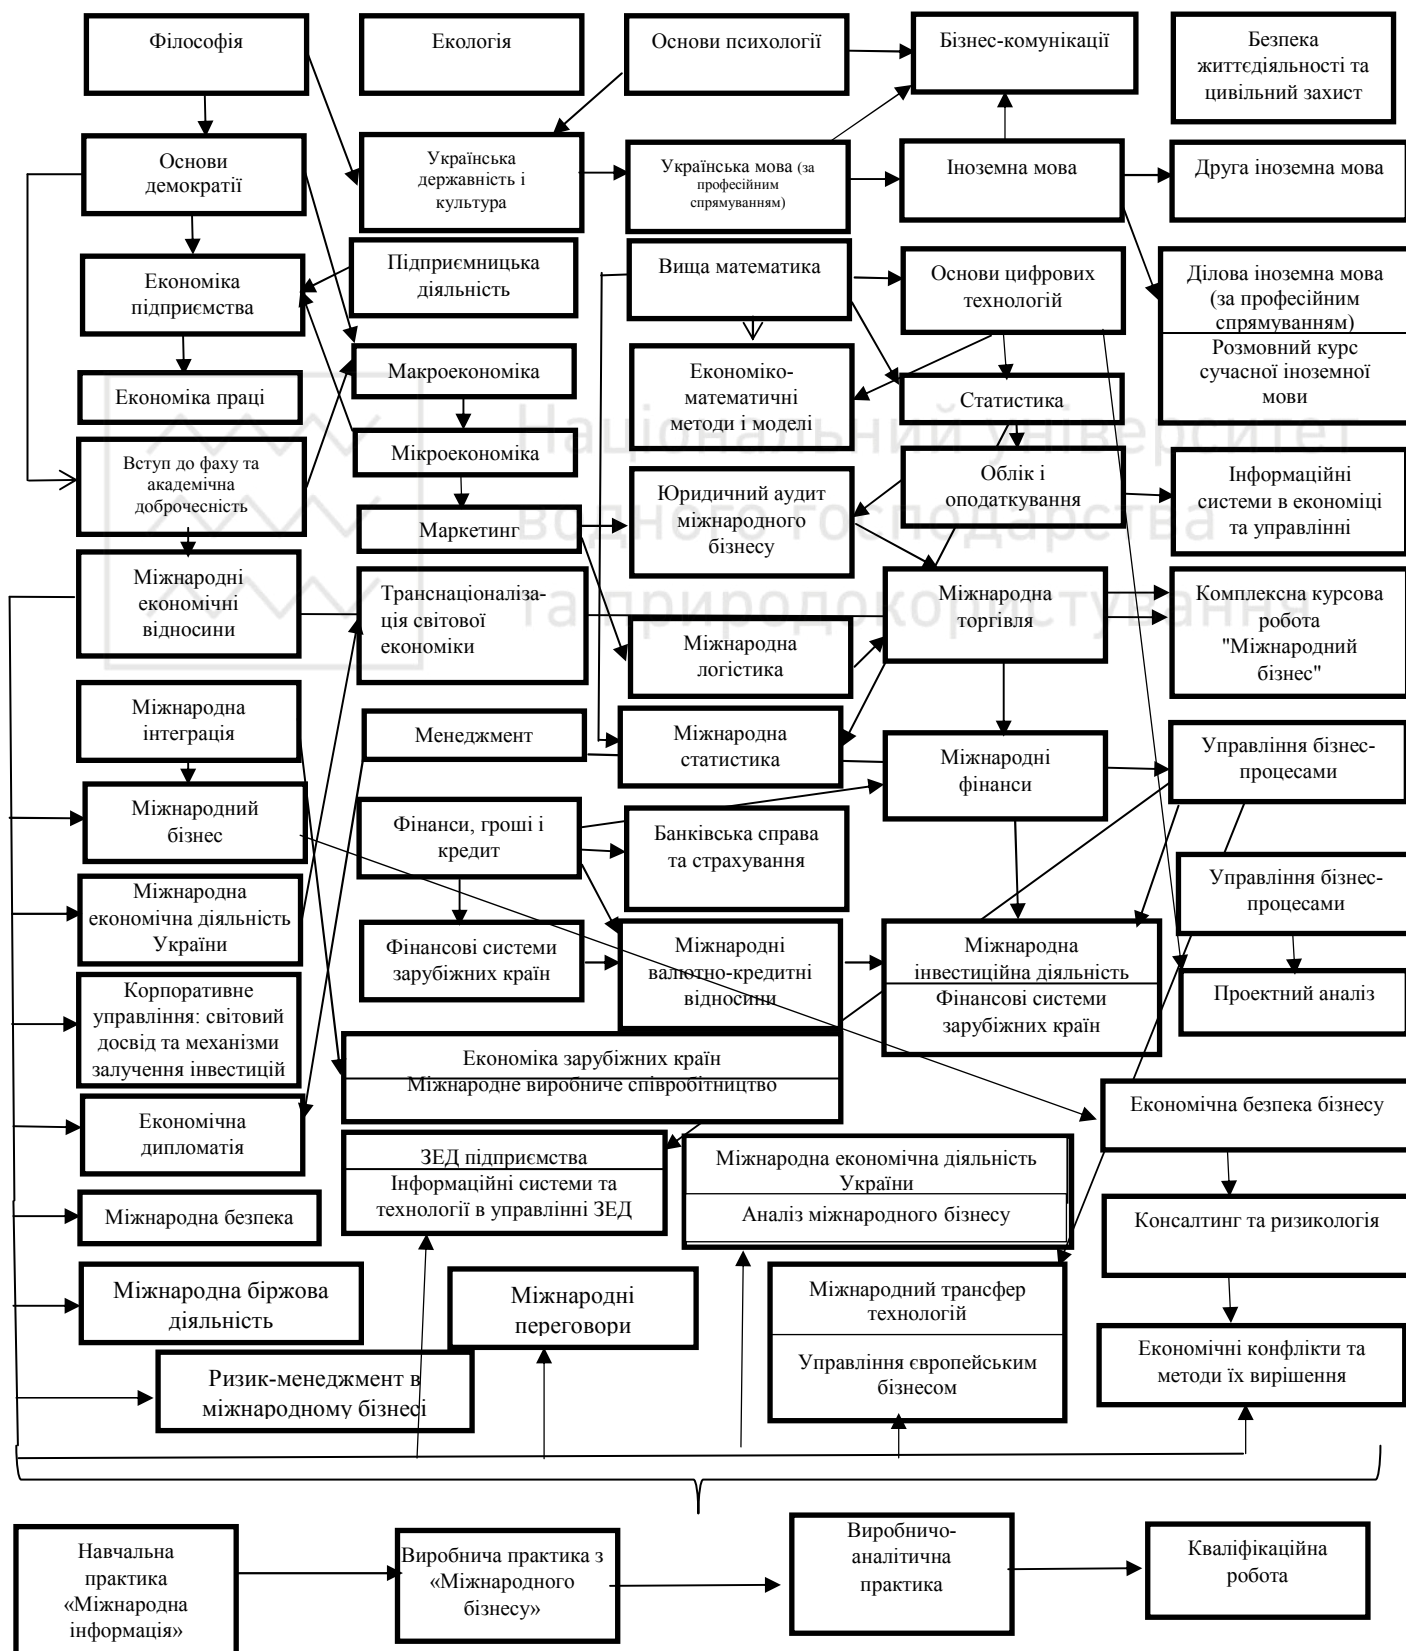 Філософія
Екологія
Основи психології
Бізнес-комунікації
Безпека
життєдіяльності та
цивільний захист
Основи
демократії
Українська
державність і
культура
Українська мова (за
професійним
спрямуванням)
Іноземна мова
Друга іноземна мова
Економіка
підприємства
Підприємницька
діяльність
Вища математика
Основи цифрових
технологій
Ділова іноземна мова
(за професійним
спрямуванням)
Розмовний курс
сучасної іноземної
мови
Економіка праці
Макроекономіка
Економіко-
математичні
методи і моделі
Статистика
Національний університет
водного господарства
та природокористування
Вступ до фаху та
академічна
доброчесність
Мікроекономіка
Маркетинг
Юридичний аудит
міжнародного
бізнесу
Облік і
оподаткування
Інформаційні
системи в економіці
та управлінні
Міжнародні
економічні
відносини
Транснаціоналіза-
ція світової
економіки
Міжнародна
логістика
Міжнародна
торгівля
Комплексна курсова
робота
"Міжнародний
бізнес"
Міжнародна
інтеграція
Менеджмент
Міжнародна
статистика
Міжнародні
фінанси
Управління бізнес-
процесами
Міжнародний
бізнес
Фінанси, гроші і
кредит
Банківська справа
та страхування
Управління бізнес-
процесами
Міжнародна
економічна діяльність
України
Фінансові системи
зарубіжних країн
Міжнародні
валютно-кредитні
відносини
Міжнародна
інвестиційна діяльність
Фінансові системи
зарубіжних країн
Проектний аналіз
Корпоративне
управління: світовий
досвід та механізми
залучення інвестицій
Економіка зарубіжних країн
Міжнародне виробниче співробітництво
Економічна безпека бізнесу
Економічна
дипломатія
ЗЕД підприємства
Інформаційні системи та
технології в управлінні ЗЕД
Міжнародна економічна діяльність
України
Аналіз міжнародного бізнесу
Консалтинг та ризикологія
Міжнародна безпека
Міжнародна біржова
діяльність
Міжнародні
переговори
Міжнародний трансфер
технологій
Управління європейським
бізнесом
Економічні конфлікти та
методи їх вирішення
Ризик-менеджмент в
міжнародному бізнесі
Навчальна
практика
«Міжнародна
інформація»
Виробнича практика з
«Міжнародного
бізнесу»
Виробничо-
аналітична
практика
Кваліфікаційна
робота